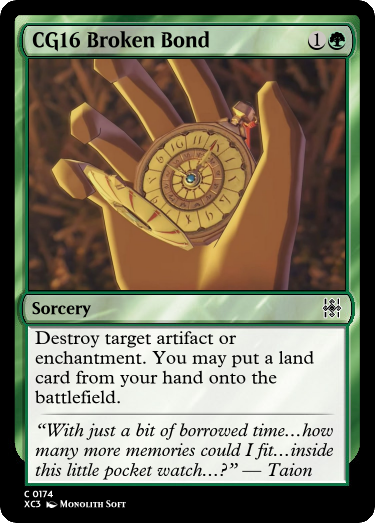 CG16 Broken Bond 1
Sorcery
Destroy target artifact or
enchantment. You may put a land
card from your hand onto the
battlefield.
“With just a bit of borrowed time…how
many more memories could I fit…inside
this little pocket watch…?” — Taion
C 0174
XC3 Monolith Soft